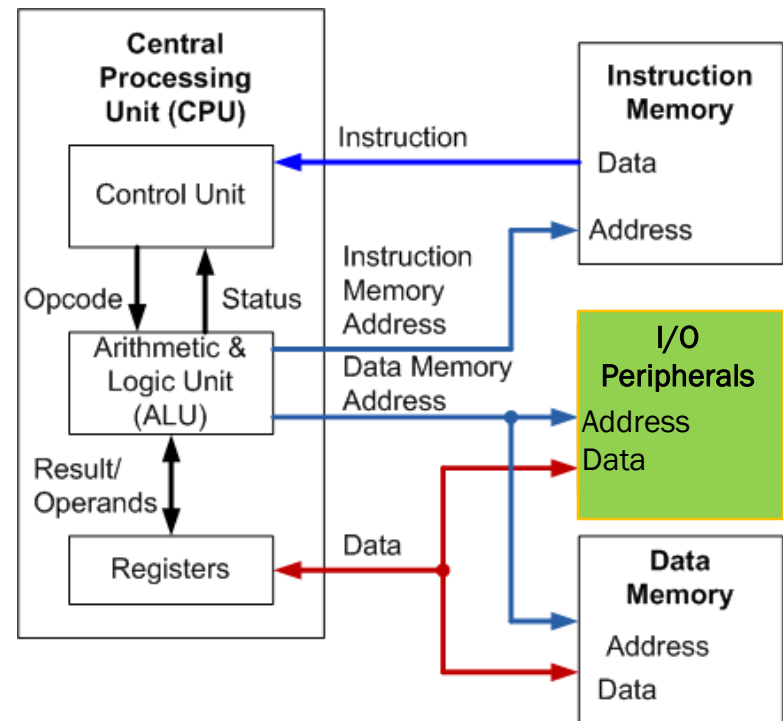 Central
Processing
Unit (CPU)
Control Unit
Opcode
Status
Arithmetic &
Logic Unit
(ALU)
Result/
Operands
Registers
Instruction
Instruction
Memory
Address
Data Memory
Address
Data
Instruction
Memory
Data
Address
I/O
Peripherals
Address
Data
Data
Memory
Address
Data